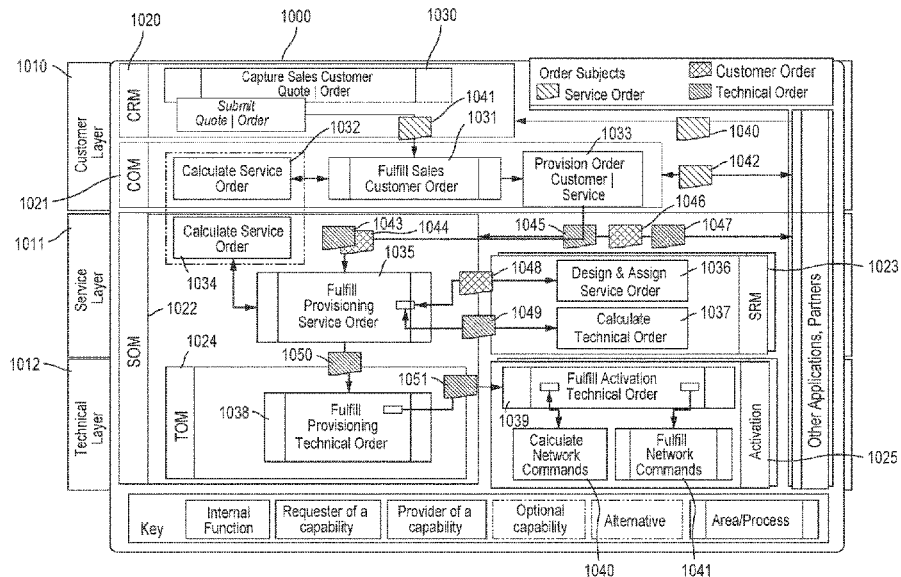 1000
1020
1030
1010
Capture Sales Customer
Quote | Order
Submit
Quote | Order
CRM
1041
1032
1031
1033
Order Subjects
Customer Order
Service Order
Technical Order
1040
1042
Customer
Layer
COM
1021
Calculate Service
Order
Fulfill Sales
Customer Order
Provision Order
Customer |
Service
1011
Calculate Service
Order
1034
1043
1044
1035
1045
1046
1047
Service
Layer
1022
SOM
Fulfill
Provisioning
Service Order
1048
Design & Assign
Service Order
1036
1023
1049
Calculate
Technical Order
1037
SRM
Other Applications, Partners
1012
1024
1050
1051
Technical
Layer
TOM
1038
Fulfill
Provisioning
Technical Order
Fulfill Activation
Technical Order
1039
Calculate
Network
Commands
Fulfill
Network
Commands
Activation
1025
Key
Internal
Function
Requester of a
capability
Provider of a
capability
Optional
capability
Alternative
Area/Process
1040
1041